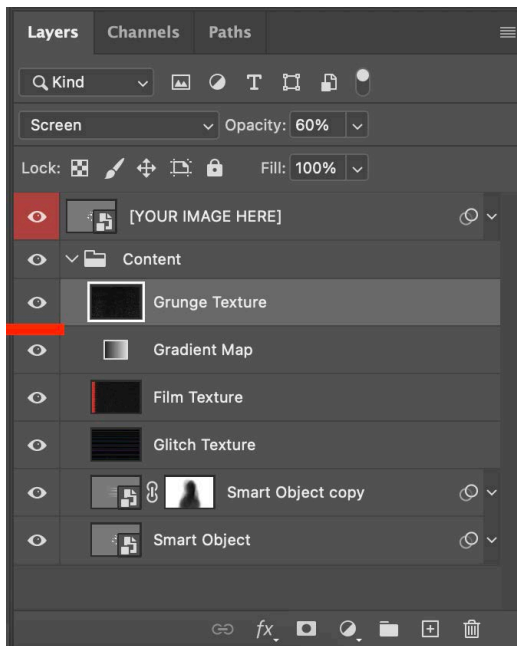 Layers Channels Paths
Kind T
Screen Opacity: 60%
Lock: Fill: 100%
[YOUR IMAGE HERE]
Content
Grunge Texture
Gradient Map
Film Texture
Glitch Texture
Smart Object copy
Smart Object
fx